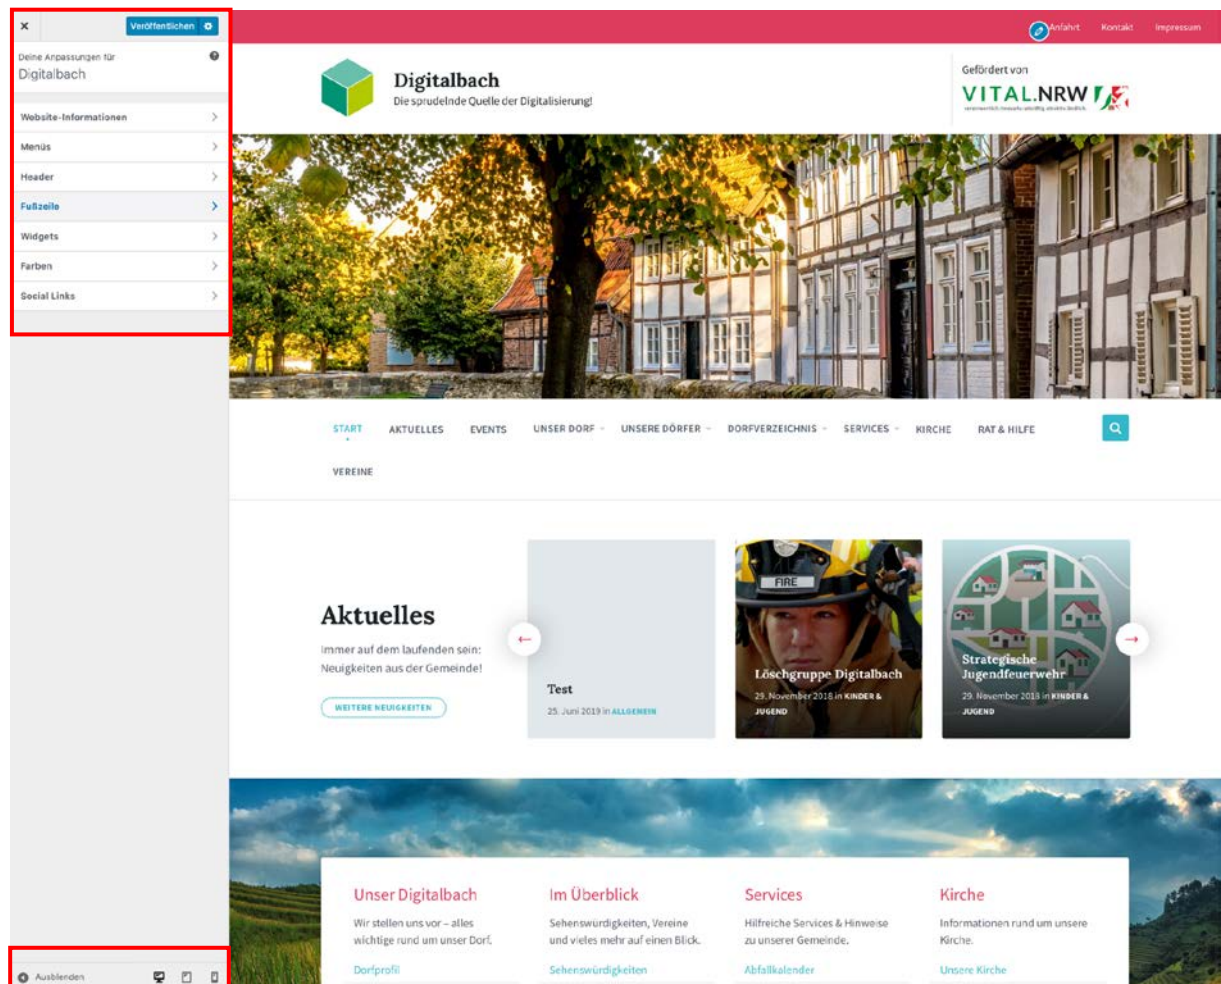 Veröffentlichen
Deine Anpassungen für
Digitalbach
Website-Informationen
Menüs
Header
Fußzeile
Widgets
Farben
Social Links
Ausblenden
Anfahrt Kontakt Impressum
Digitalbach
Die sprudelnde Quelle der Digitalisierung!
Gefördert von
VITAL.NRW
START AKTUELLES EVENTS UNSER DORF UNSERE DÖRFER DORFVERZEICHNIS SERVICES KIRCHE RAT & HILFE
VEREINE
Aktuelles
Immer auf dem laufenden sein:
Neuigkeiten aus der Gemeinde!
WEITERE NEUIGKEITEN
Test
25. Juni 2019 in ALLGEMEIN
FIRE
Löschgruppe Digitalbach
29. November 2018 in KINDER &
JUGEND
Strategische
Jugendfeuerwehr
29. November 2018 in KINDER &
JUGEND
Unser Digitalbach
Wir stellen uns vor – alles
wichtige rund um unser Dorf.
Dorfprofil
Im Überblick
Sehenswürdigkeiten, Vereine
und vieles mehr auf einen Blick.
Sehenswürdigkeiten
Services
Hilfreiche Services & Hinweise
zu unserer Gemeinde.
Abfallkalender
Kirche
Informationen rund um unsere
Kirche.
Unsere Kirche